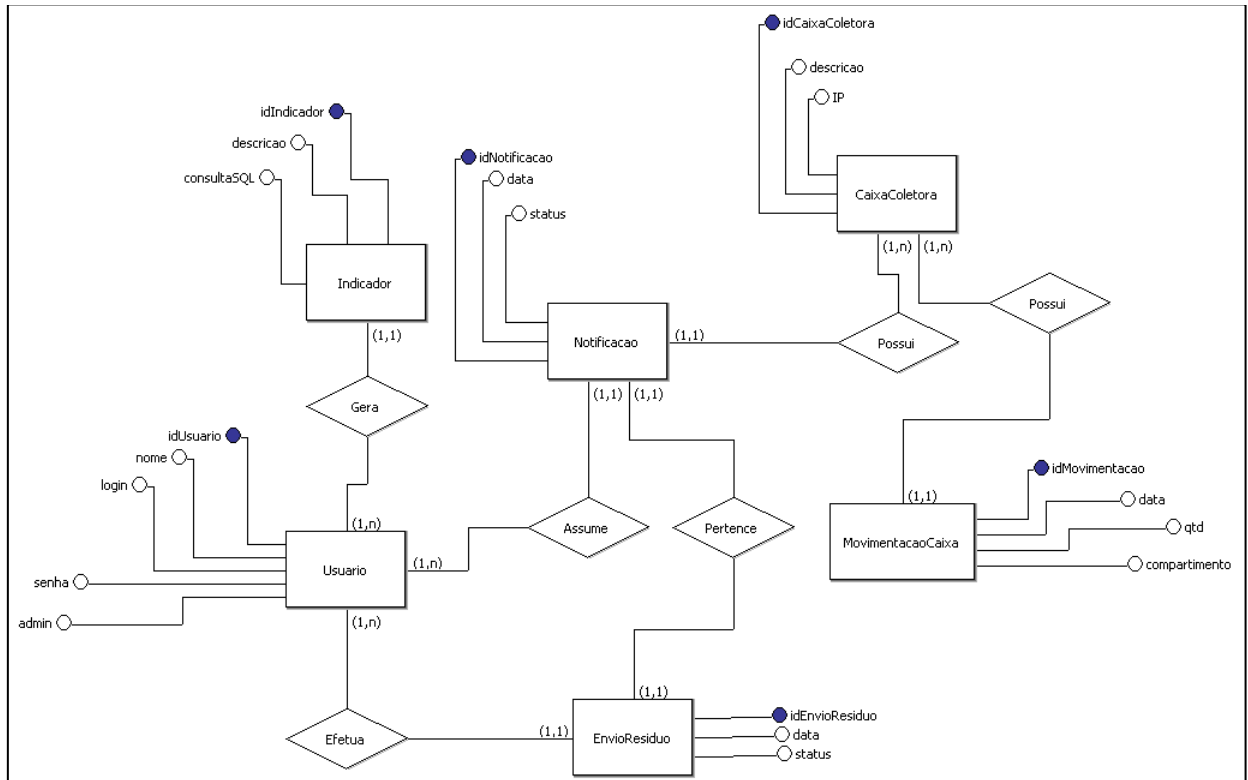 idCaixaColetora
descricao
IP
CaixaColetora
(1,n) (1,n)
idIndicador
descricao
consultaSQL
Indicador
(1,1)
idNotificacao
data
status
Notificacao
(1,1)
(1,1) (1,1)
Possui
Possui
Gera
idUsuario
nome
login
senha
admin
(1,n)
Usuario
(1,n)
(1,n)
Assume
Pertence
(1,1)
MovimentacaoCaixa
idMovimentacao
data
qtd
compartimento
Efetua
(1,1)
(1,1)
EnvioResiduo
idEnvioResiduo
data
status